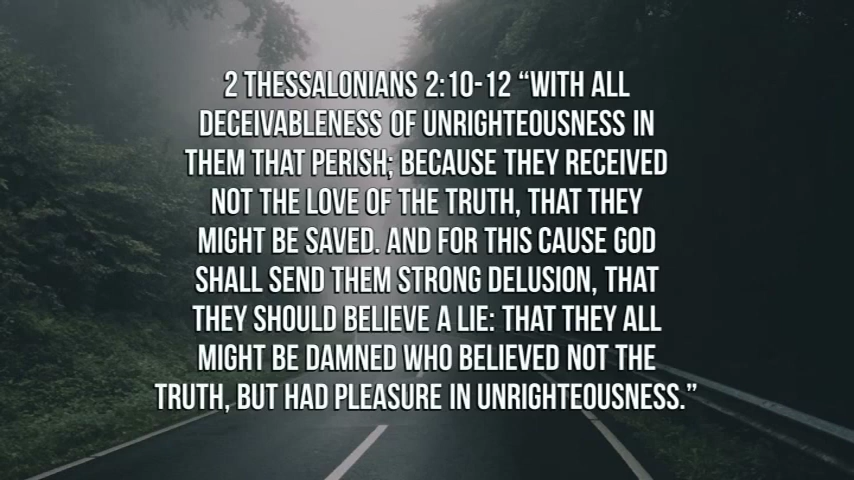 2 THESSALONIANS 2:10-12 “WITH ALL
DECEIVABLENESS OF UNRIGHTEOUSNESS IN
THEM THAT PERISH; BECAUSE THEY RECEIVED
NOT THE LOVE OF THE TRUTH, THAT THEY
MIGHT BE SAVED. AND FOR THIS CAUSE GOD
SHALL SEND THEM STRONG DELUSION, THAT
THEY SHOULD BELIEVE A LIE: THAT THEY ALL
MIGHT BE DAMNED WHO BELIEVED NOT THE
TRUTH, BUT HAD PLEASURE IN UNRIGHTEOUSNESS.”